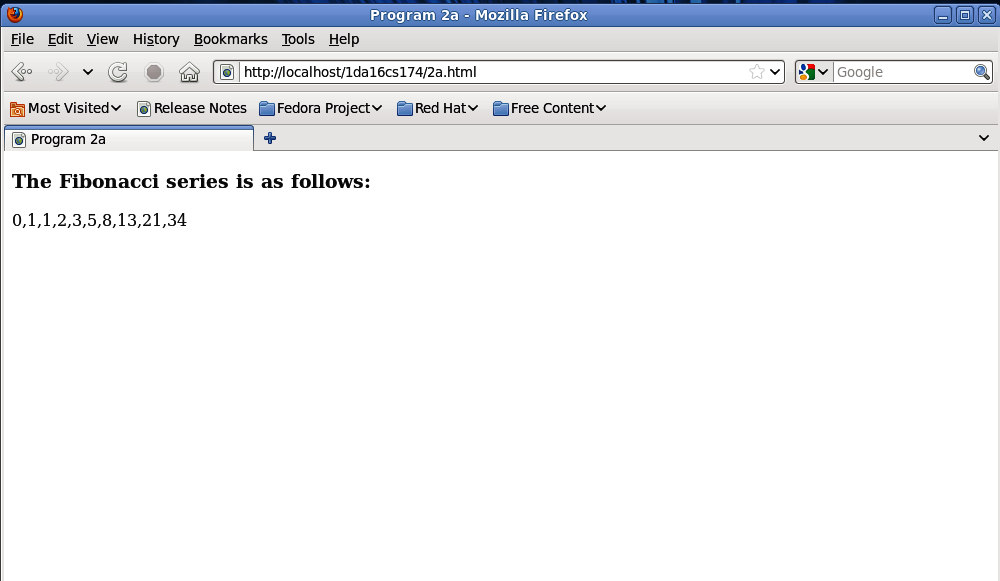 Program 2a - Mozilla Firefox
File Edit View History Bookmarks Tools Help
http://localhost/1da16cs174/2a.html Google
Most Visited Release Notes Fedora Project Red Hat Free Content
Program 2a
The Fibonacci series is as follows:
0,1,1,2,3,5,8,13,21,34